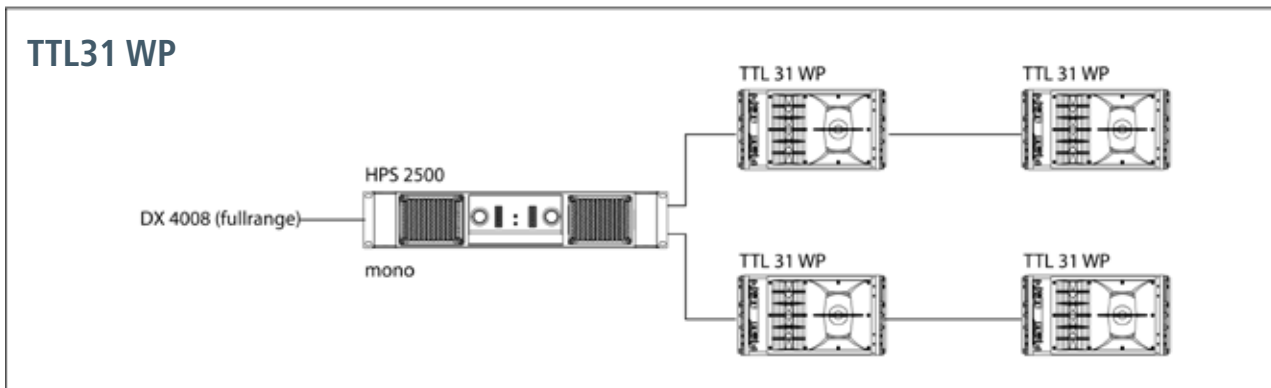 TTL31 WP
TTL 31 WP
TTL 31 WP
HPS 2500
DX 4008 (fullrange)
mono
TTL 31 WP
TTL 31 WP